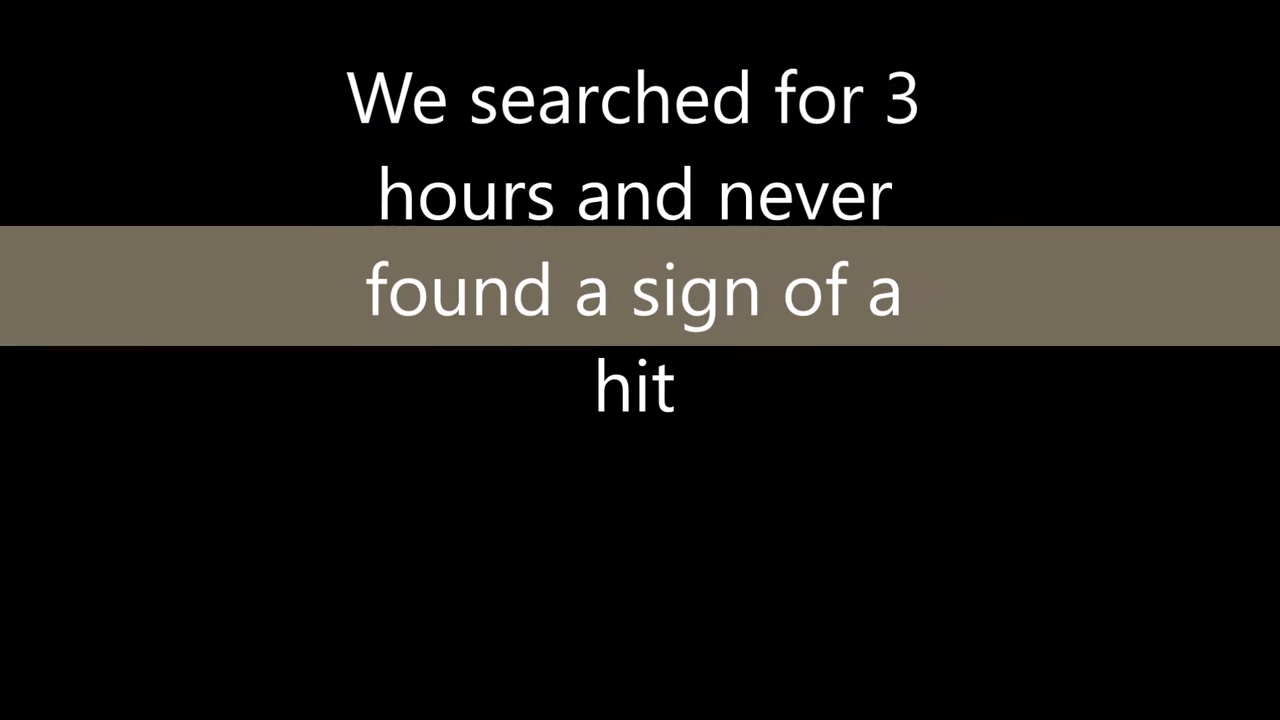 We searched for 3
hours and never
found a sign of a
hit